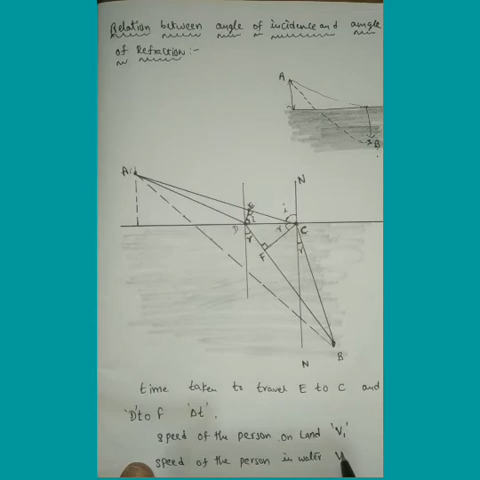 Relation between angle of incidence and angle
of Refraction:-
A
B
A
N
E
i
i
D
r
C
r
r
F
B
N
time taken to travel E to C and
'D' to F 'Δt'.
speed of the person on Land 'V₁'
speed of the person in water V